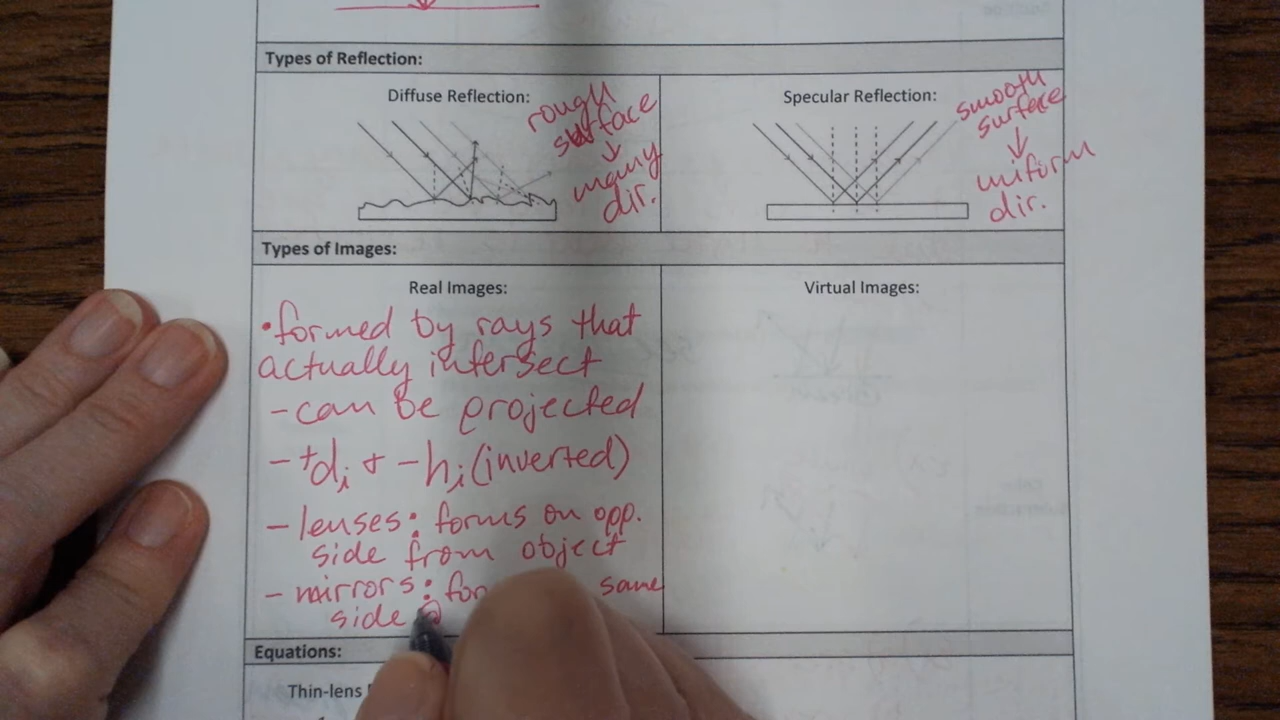 Types of Reflection:
Diffuse Reflection:
rough
surface
↓
many
dir.
Specular Reflection:
smooth
surface
↓
uniform
dir.
Types of Images:
Real Images:
•formed by rays that
actually intersect
-can be projected
- +di + -hi (inverted)
- lenses: forms on opp.
side from object
- mirrors: same
side
Virtual Images:
Equations:
Thin-lens